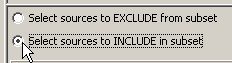 Select sources to EXCLUDE from subset
Select sources to INCLUDE in subset